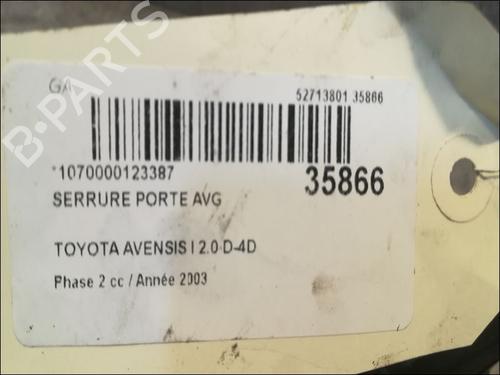 B-PARTS
GA
52713801 35866
*1070000123387
35866
SERRURE PORTE AVG
TOYOTA AVENSIS I 2.0 D-4D
Phase 2 cc / Année 2003